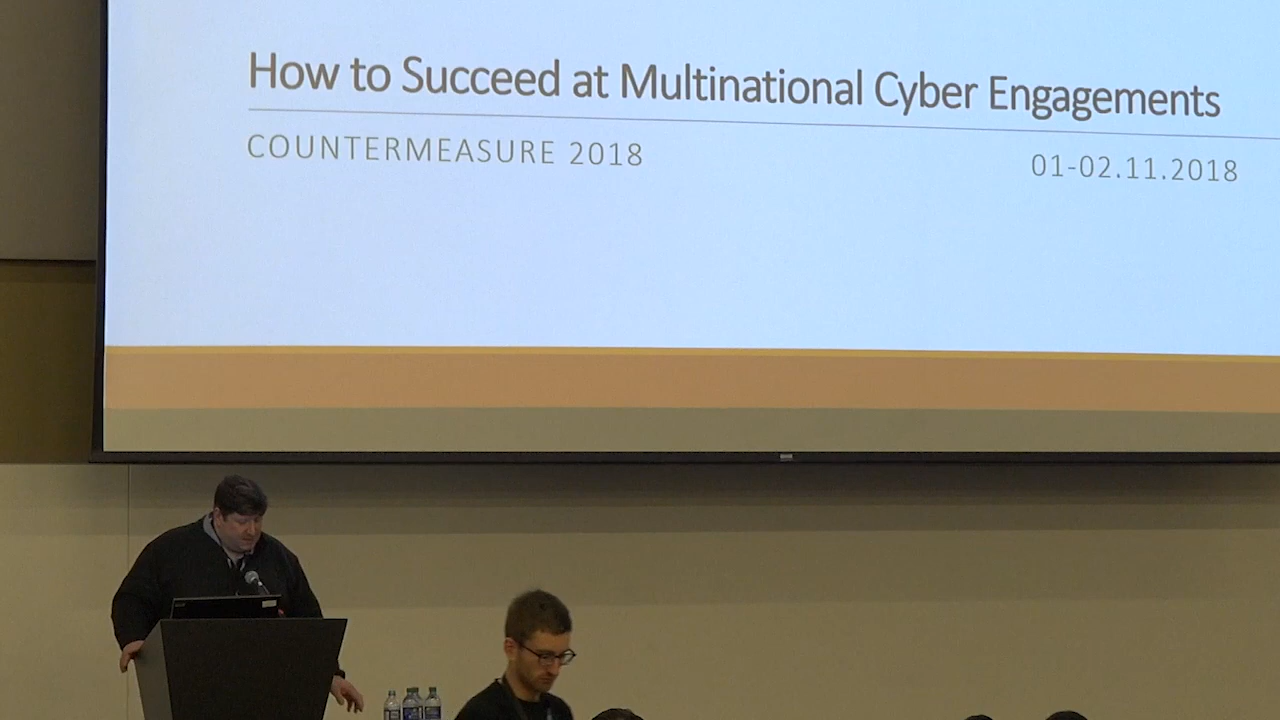 How to Succeed at Multinational Cyber Engagements
COUNTERMEASURE 2018
01-02.11.2018